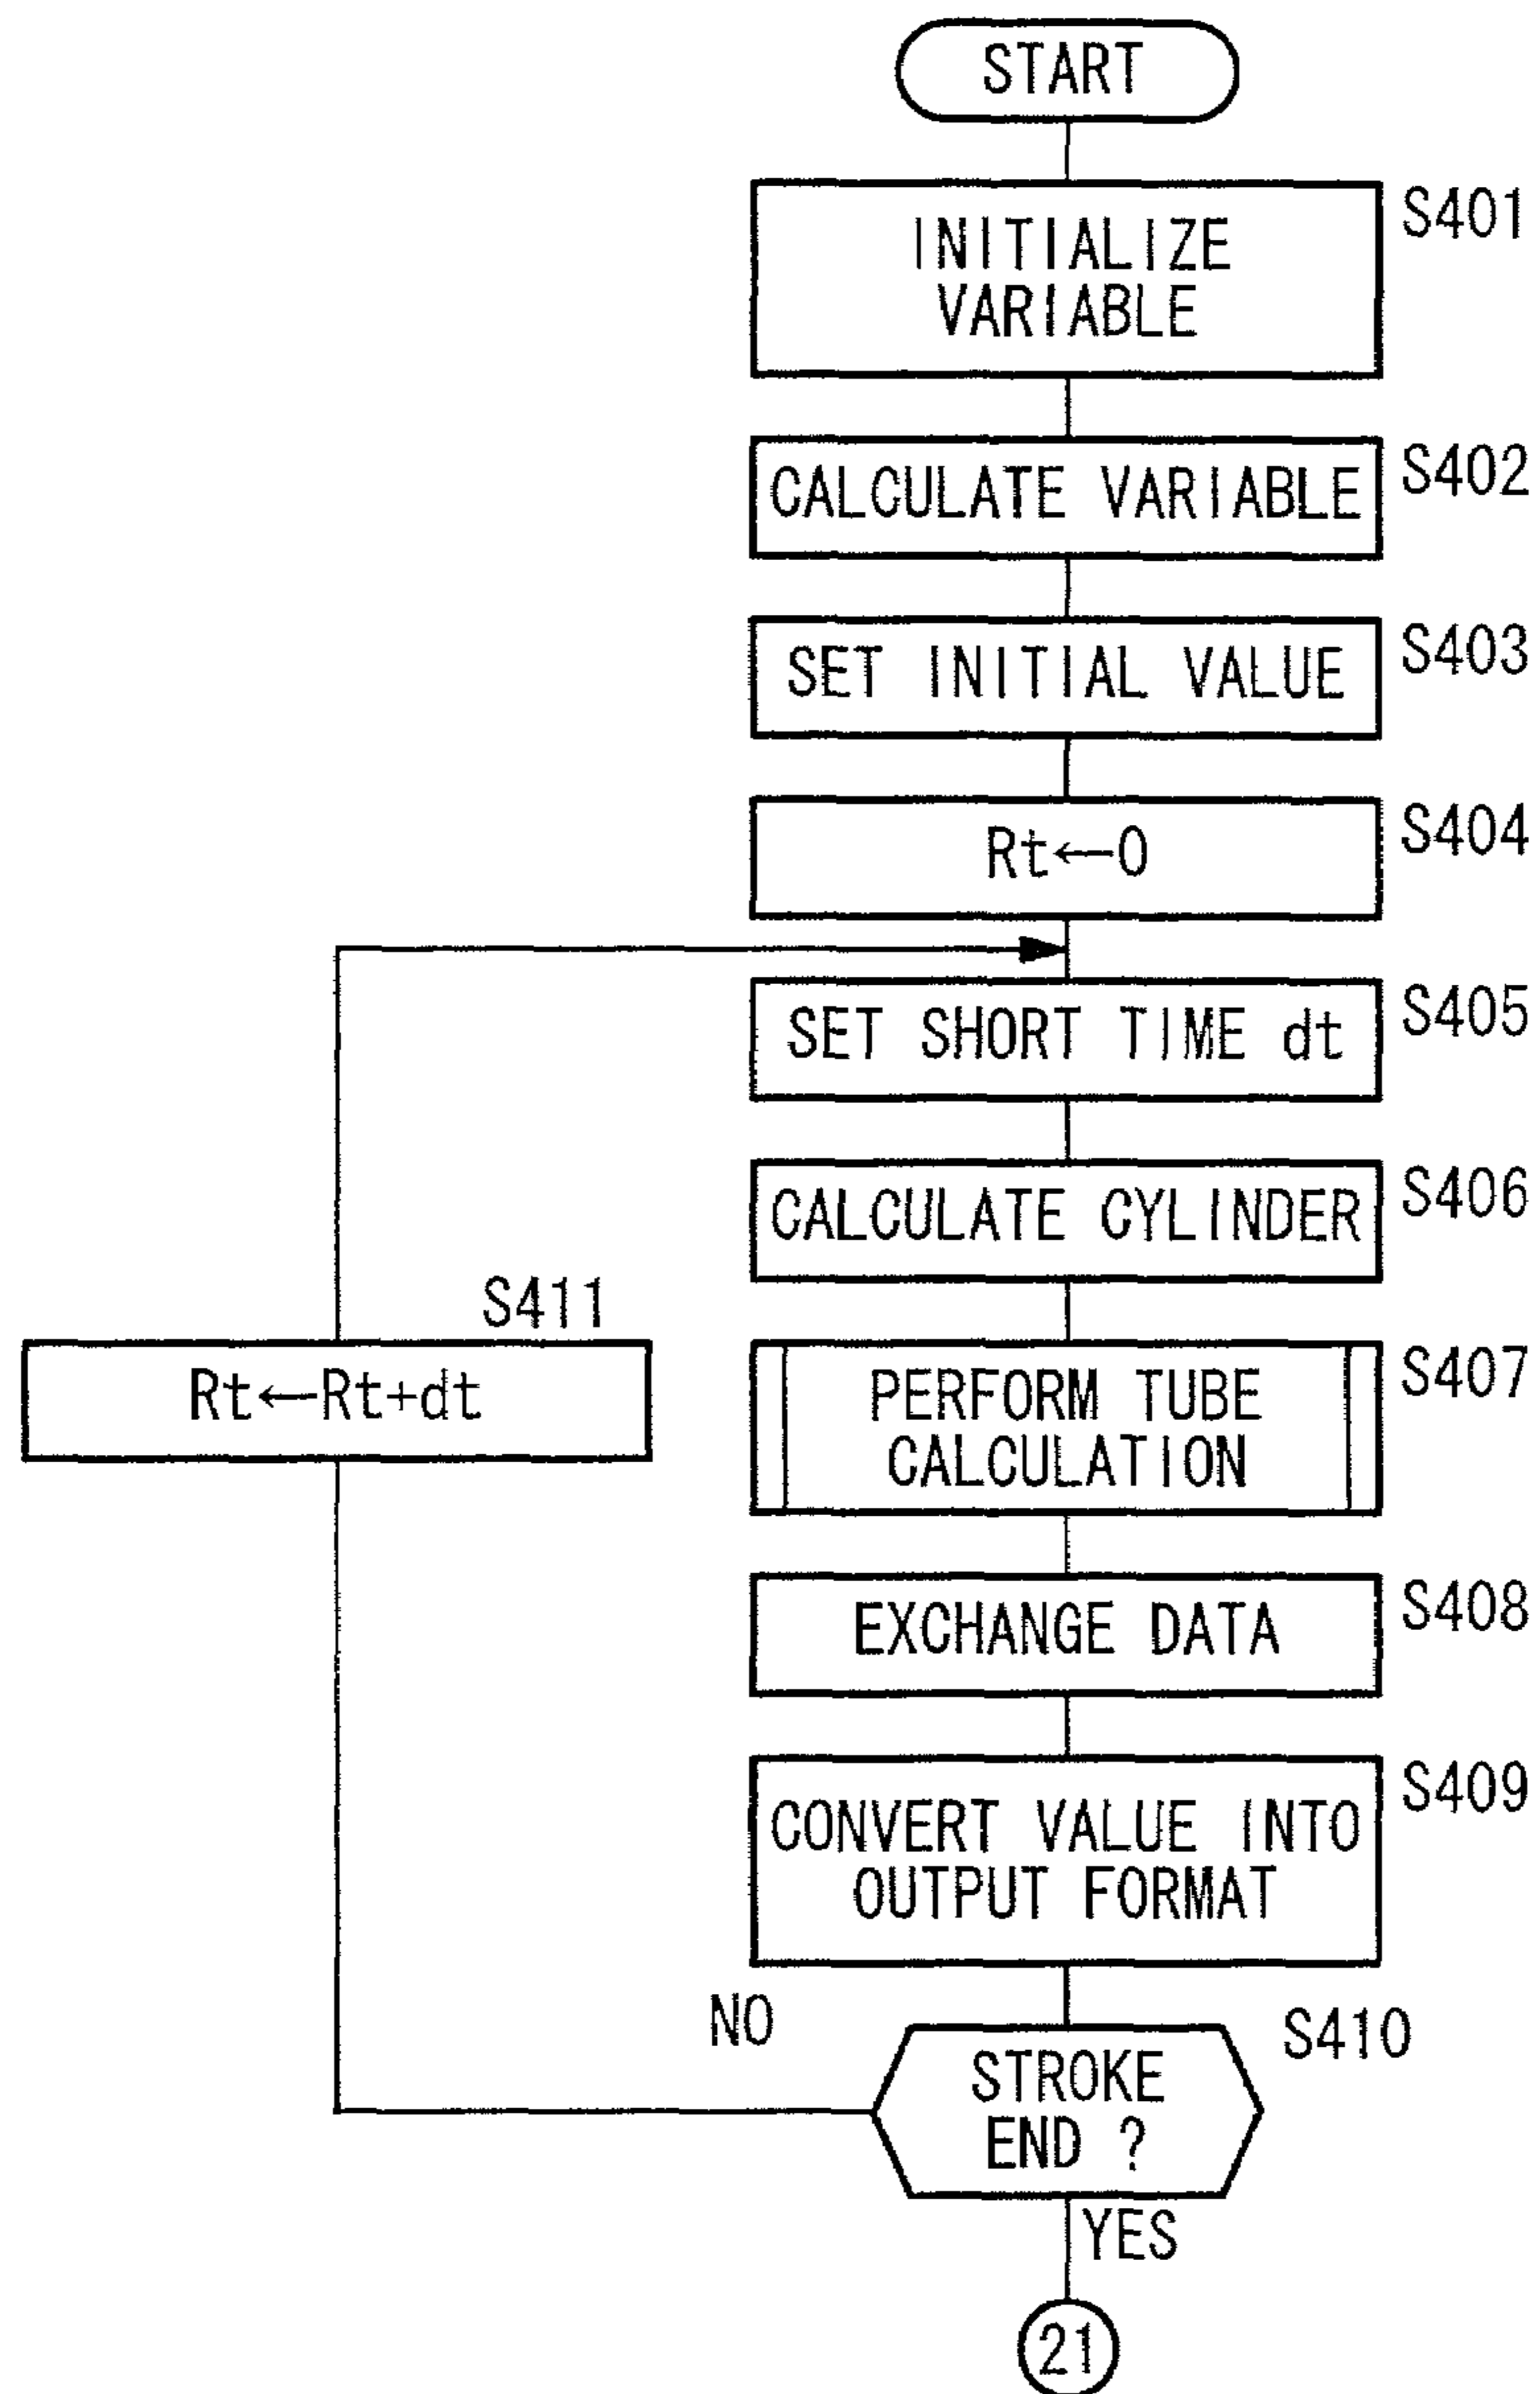 START
S401
INITIALIZE
VARIABLE
S402
CALCULATE VARIABLE
S403
SET INITIAL VALUE
S404
Rt←0
S405
SET SHORT TIME dt
S406
CALCULATE CYLINDER
S411
Rt←Rt+dt
S407
PERFORM TUBE
CALCULATION
S408
EXCHANGE DATA
S409
CONVERT VALUE INTO
OUTPUT FORMAT
NO
S410
STROKE
END ?
YES
21